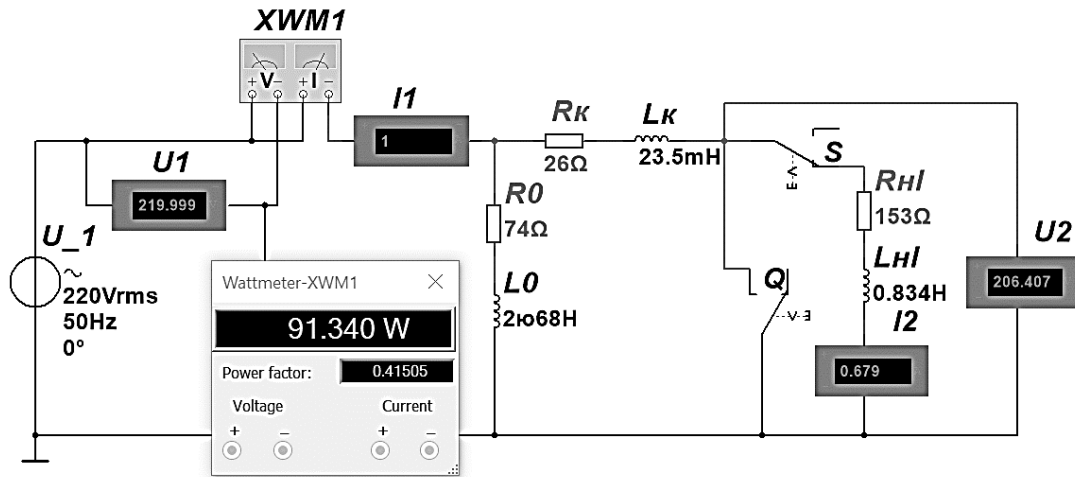 XWM1
+ V - + I -
I1
1
Rк
26Ω
Lк
23.5mH
S
E-A
U1
219.999 V
R0
74Ω
RнI
153Ω
U2
206.407
U_1
~
220Vrms
50Hz
0°
Wattmeter-XWM1
91.340 W
Power factor:
0.41505
Voltage
Current
+ - + -
L0
2ю68H
Q
LнI
0.834H
I2
0.679